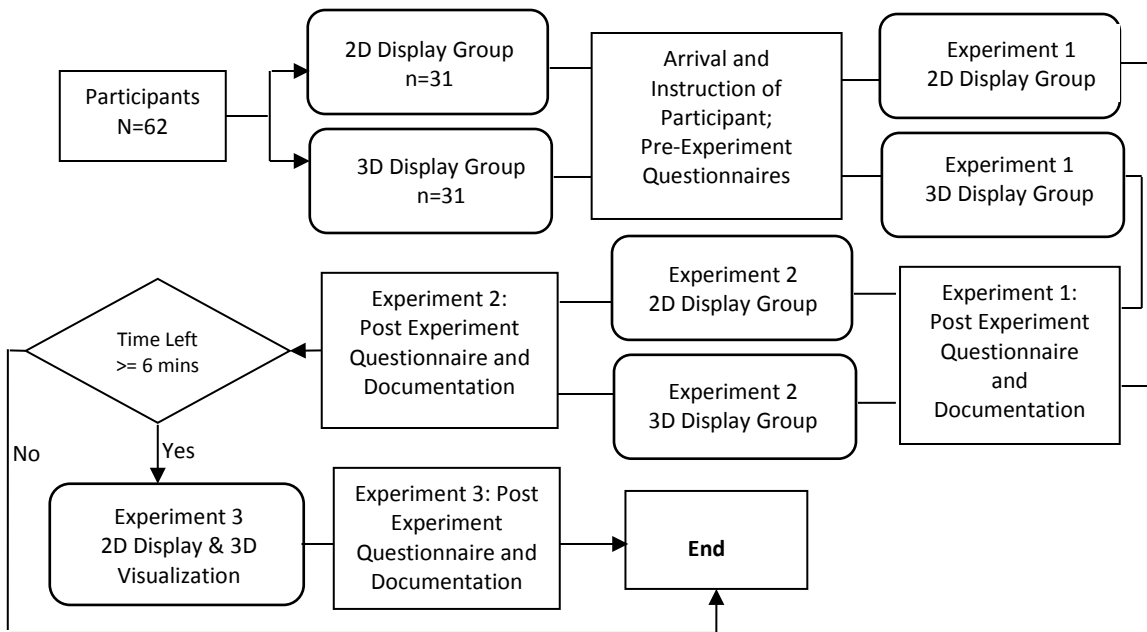 Participants
N=62
2D Display Group
n=31
3D Display Group
n=31
Arrival and
Instruction of
Participant;
Pre-Experiment
Questionnaires
Experiment 1
2D Display Group
Experiment 1
3D Display Group
Experiment 1:
Post Experiment
Questionnaire
and
Documentation
Experiment 2
2D Display Group
Experiment 2
3D Display Group
Experiment 2:
Post Experiment
Questionnaire and
Documentation
Time Left
>= 6 mins
No
Yes
Experiment 3
2D Display & 3D
Visualization
Experiment 3: Post
Experiment
Questionnaire and
Documentation
End